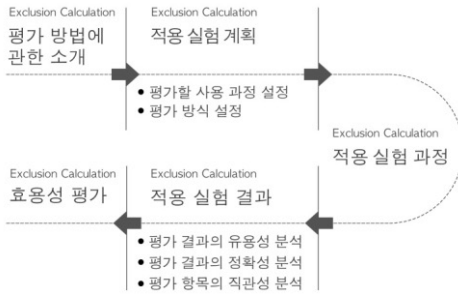 Exclusion Calculation
평가 방법에
관한 소개
Exclusion Calculation
적용 실험 계획
• 평가할 사용 과정 설정
• 평가 방식 설정
Exclusion Calculation
적용 실험 과정
Exclusion Calculation
적용 실험 결과
• 평가 결과의 유용성 분석
• 평가 결과의 정확성 분석
• 평가 항목의 직관성 분석
Exclusion Calculation
효용성 평가